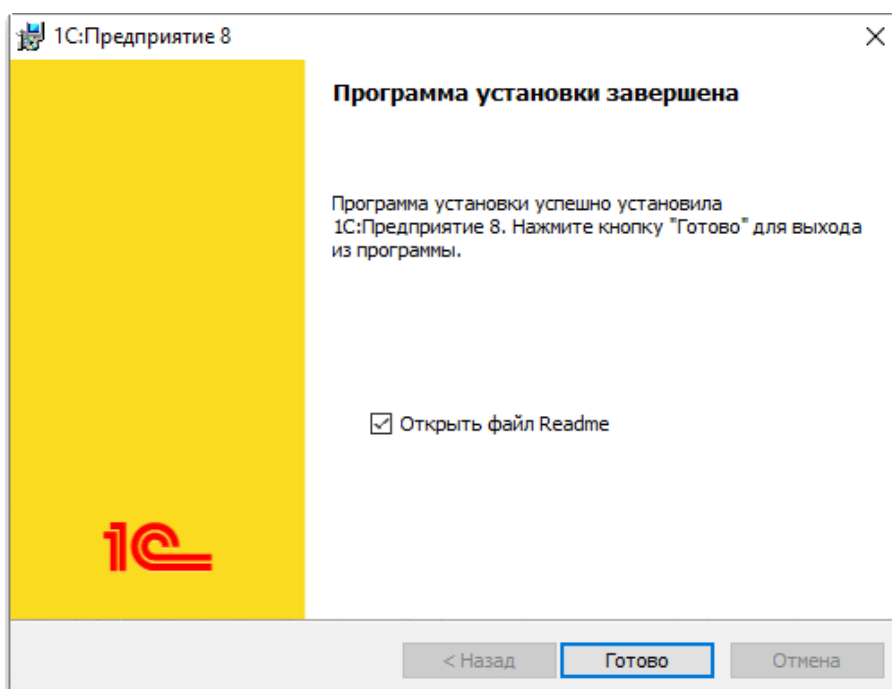 1С:Предприятие 8
Программа установки завершена
Программа установки успешно установила
1С:Предприятие 8. Нажмите кнопку "Готово" для выхода
из программы.
Открыть файл Readme
1С
< Назад
Готово
Отмена